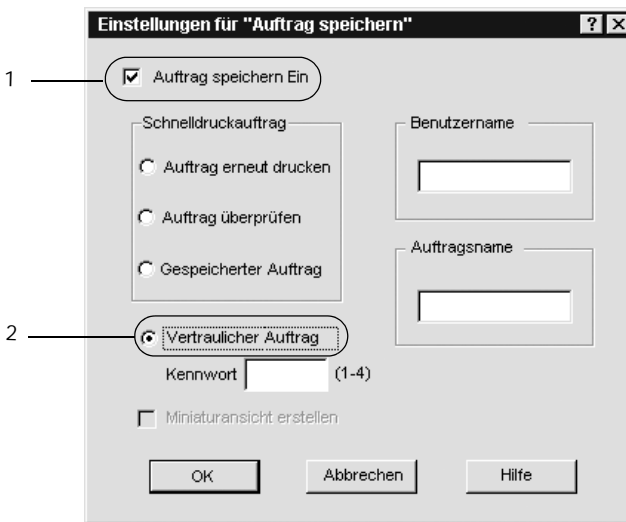 Einstellungen für "Auftrag speichern"
1
Auftrag speichern Ein
Schnelldruckauftrag
Auftrag erneut drucken
Auftrag überprüfen
Gespeicherter Auftrag
2
Vertraulicher Auftrag
Kennwort (1-4)
Miniaturansicht erstellen
Benutzername
Auftragsname
OK
Abbrechen
Hilfe